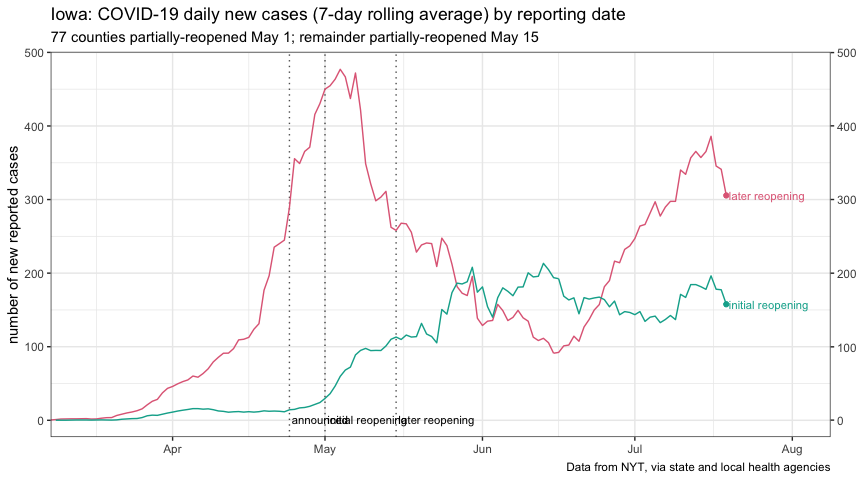 Iowa: COVID-19 daily new cases (7-day rolling average) by reporting date
77 counties partially-reopened May 1; remainder partially-reopened May 15
500
500
400
400
300
300
200
200
100
100
0
0
number of new reported cases
later reopening
initial reopening
announced
initial reopening
later reopening
Apr
May
Jun
Jul
Aug
Data from NYT, via state and local health agencies